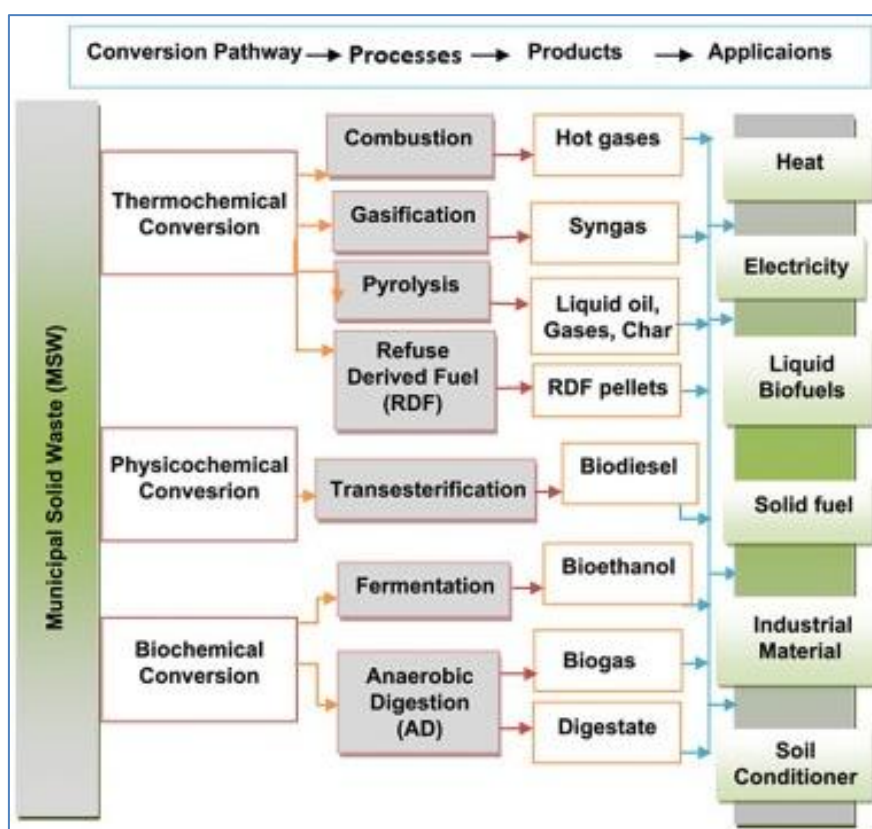 Conversion Pathway Processes Products Applicaions
Municipal Solid Waste (MSW)
Thermochemical
Conversion
Physicochemical
Convesrion
Biochemical
Conversion
Combustion
Gasification
Pyrolysis
Refuse
Derived Fuel
(RDF)
Transesterification
Fermentation
Anaerobic
Digestion
(AD)
Hot gases
Syngas
Liquid oil,
Gases, Char
RDF pellets
Biodiesel
Bioethanol
Biogas
Digestate
Heat
Electricity
Liquid
Biofuels
Solid fuel
Industrial
Material
Soil
Conditioner